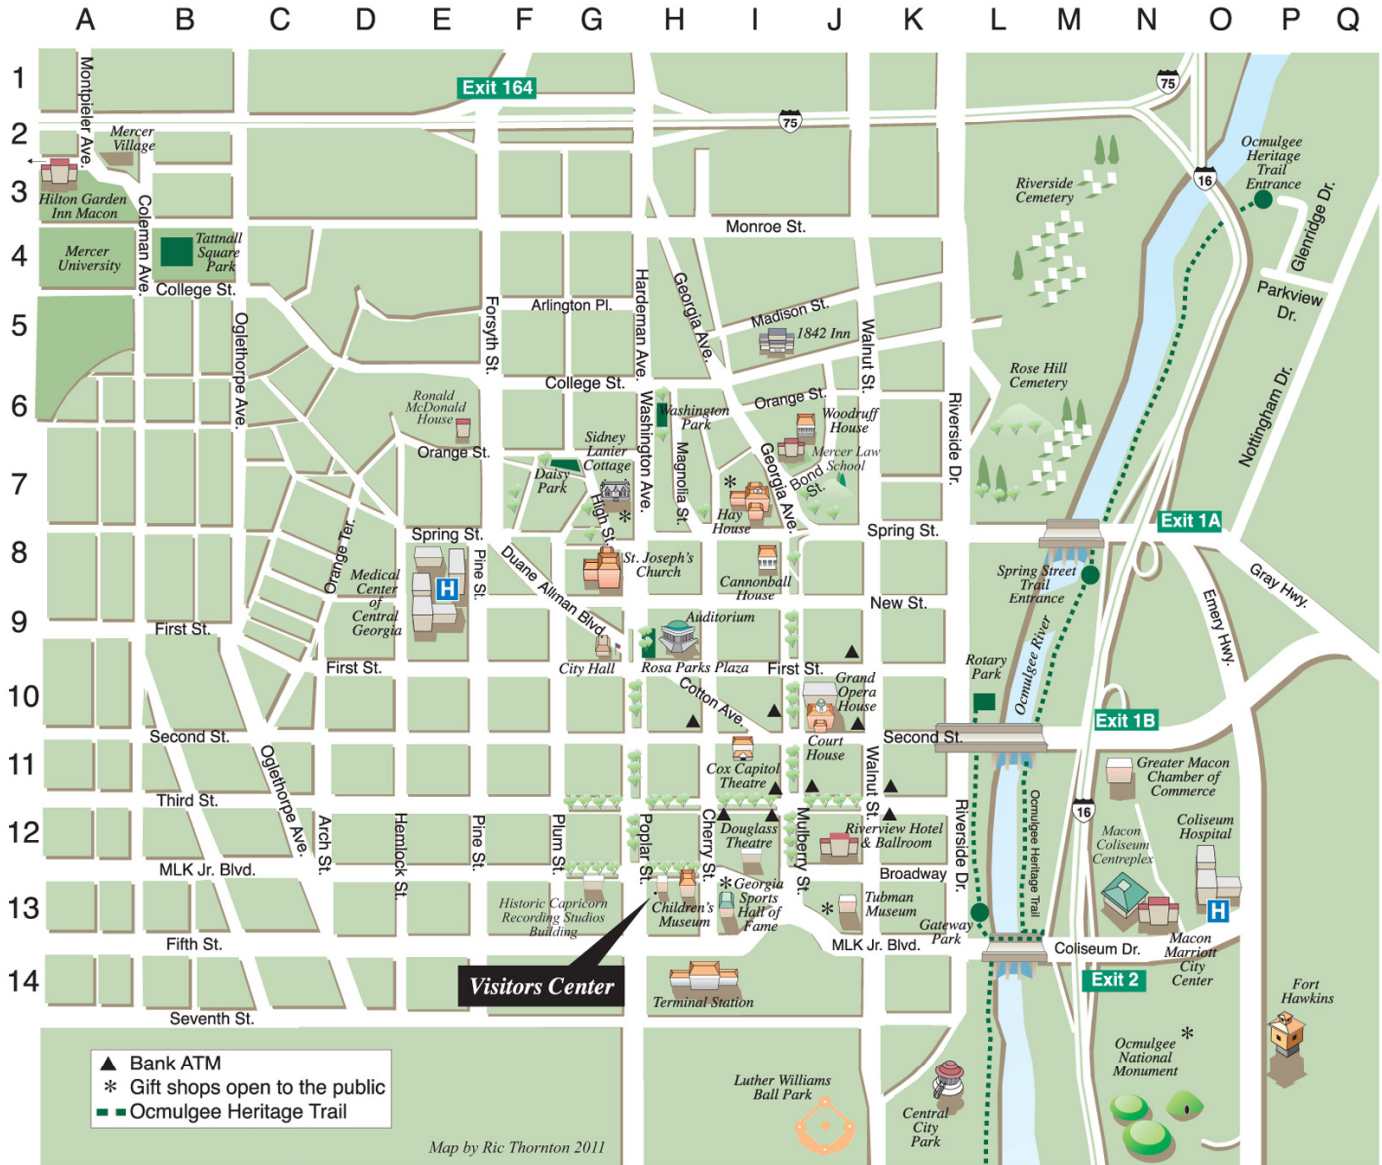 A B C D E F G H I J K L M N O P Q
1
2
3
4
5
6
7
8
9
10
11
12
13
14
Montpieler Ave.
Exit 164
75
75
16
Mercer
Village
Hilton Garden
Inn Macon
Coleman Ave.
Mercer
University
Tattnall
Square
Park
College St.
Oglethorpe Ave.
Forsyth St.
Arlington Pl.
Hardeman Ave.
Georgia Ave.
Monroe St.
Madison St.
1842 Inn
Walnut St.
Riverside
Cemetery
Ocmulgee
Heritage
Trail
Entrance
Glenridge Dr.
Parkview
Dr.
Nottingham Dr.
Rose Hill
Cemetery
Riverside Dr.
College St.
Ronald
McDonald
House
Orange St.
Washington Ave.
Washington
Park
Magnolia St.
Orange St.
Woodruff
House
Mercer Law
School
Georgia Ave.
Bond
St.
Sidney
Lanier
Cottage
Daisy
Park
High St.
*
*
Hay
House
Spring St.
Exit 1A
Spring St.
Pine St.
Orange Ter.
Duane Allman Blvd.
St. Joseph's
Church
Cannonball
House
Medical
Center
of
Central
Georgia
H
New St.
Spring Street
Trail
Entrance
Gray Hwy.
Emery Hwy.
Ocmulgee River
First St.
First St.
City Hall
Auditorium
Rosa Parks Plaza
First St.
Cotton Ave.
Grand
Opera
House
Rotary
Park
Exit 1B
Second St.
Second St.
Court
House
Cox Capitol
Theatre
Walnut St.
Greater Macon
Chamber of
Commerce
Oglethorpe Ave.
Third St.
16
Arch St.
Hemlock St.
Pine St.
Plum St.
Poplar St.
Cherry St.
Mulberry St.
Douglass
Theatre
Riverview Hotel
& Ballroom
Riverside Dr.
Ocmulgee Heritage Trail
Macon
Coliseum
Centreplex
Coliseum
Hospital
H
MLK Jr. Blvd.
Broadway
Historic Capricorn
Recording Studios
Building
Children's
Museum
*
Georgia
Sports
Hall of
Fame
*
Tubman
Museum
Gateway
Park
Fifth St.
MLK Jr. Blvd.
Coliseum Dr.
Macon
Marriott
City
Center
Exit 2
Visitors Center
Terminal Station
Fort
Hawkins
Seventh St.
Ocmulgee
National
Monument
*
Luther Williams
Ball Park
Central
City
Park
Bank ATM
* Gift shops open to the public
Ocmulgee Heritage Trail
Map by Ric Thornton 2011